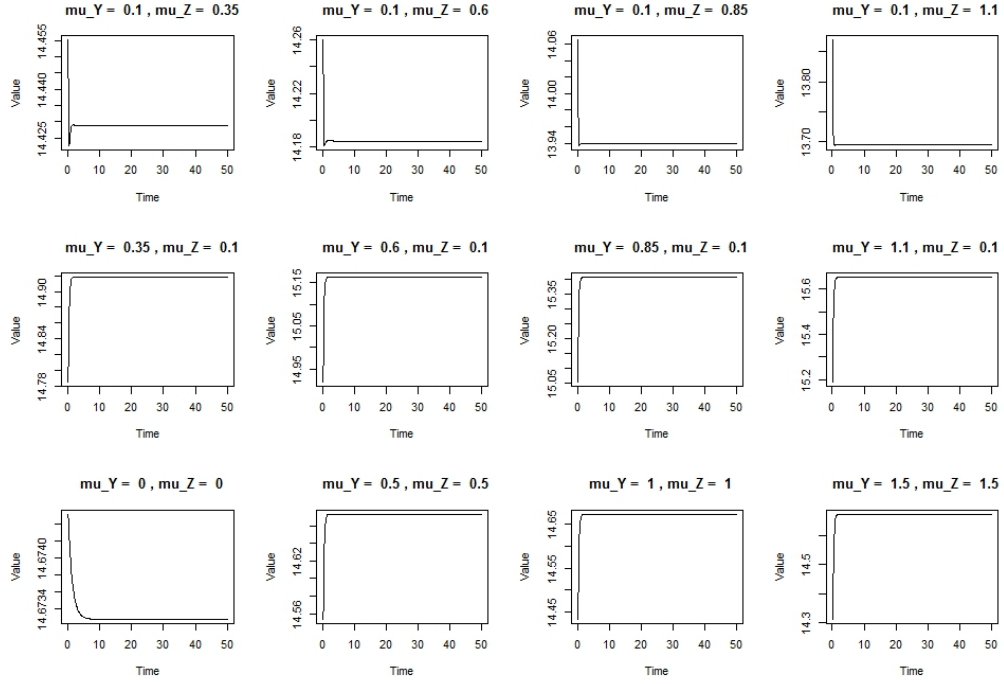 mu_Y = 0.1 , mu_Z = 0.35
Value
14.425 14.440 14.455
0 10 20 30 40 50
Time
mu_Y = 0.1 , mu_Z = 0.6
Value
14.18 14.22 14.26
0 10 20 30 40 50
Time
mu_Y = 0.1 , mu_Z = 0.85
Value
13.94 14.00 14.06
0 10 20 30 40 50
Time
mu_Y = 0.1 , mu_Z = 1.1
Value
13.70 13.80
0 10 20 30 40 50
Time
mu_Y = 0.35 , mu_Z = 0.1
Value
14.78 14.84 14.90
0 10 20 30 40 50
Time
mu_Y = 0.6 , mu_Z = 0.1
Value
14.95 15.05 15.15
0 10 20 30 40 50
Time
mu_Y = 0.85 , mu_Z = 0.1
Value
15.05 15.20 15.35
0 10 20 30 40 50
Time
mu_Y = 1.1 , mu_Z = 0.1
Value
15.2 15.4 15.6
0 10 20 30 40 50
Time
mu_Y = 0 , mu_Z = 0
Value
14.6734 14.6740
0 10 20 30 40 50
Time
mu_Y = 0.5 , mu_Z = 0.5
Value
14.56 14.62
0 10 20 30 40 50
Time
mu_Y = 1 , mu_Z = 1
Value
14.45 14.55 14.65
0 10 20 30 40 50
Time
mu_Y = 1.5 , mu_Z = 1.5
Value
14.3 14.5
0 10 20 30 40 50
Time